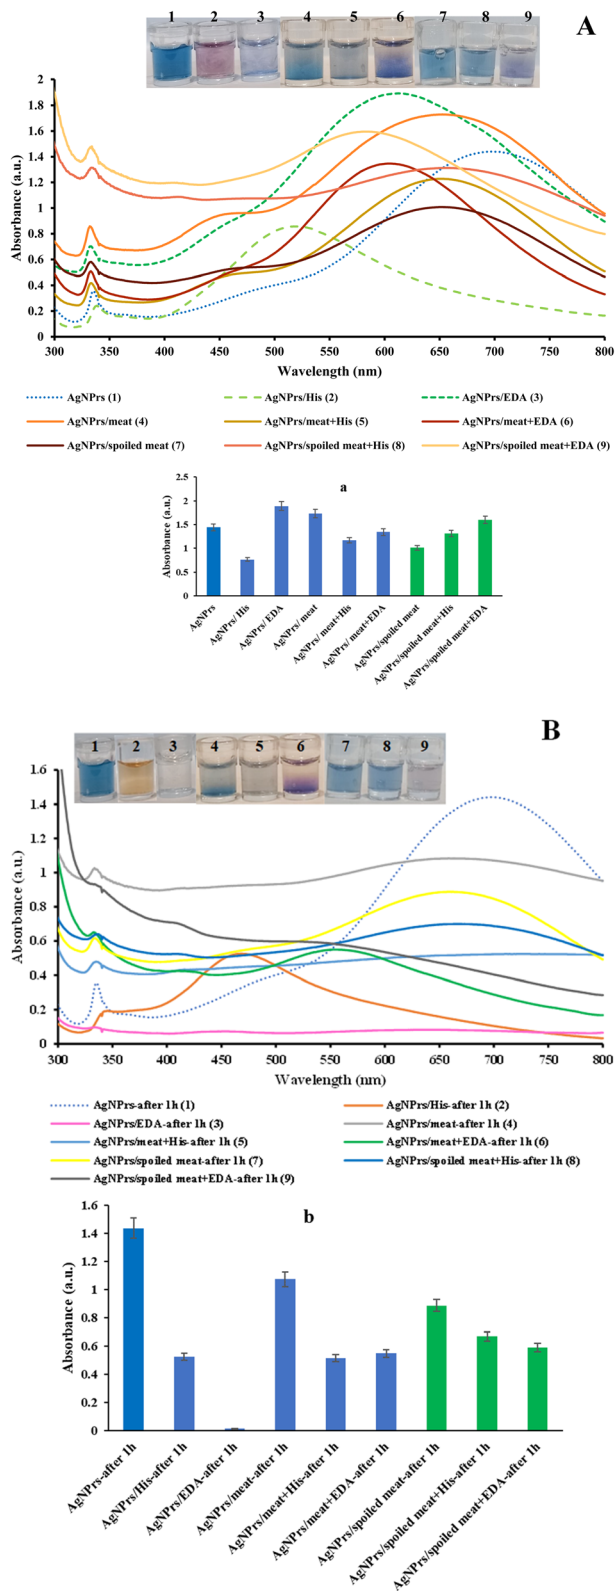 A
1 2 3 4 5 6 7 8 9
2
1.8
1.6
1.4
1.2
1
0.8
0.6
0.4
0.2
0
Absorbance (a.u.)
300 350 400 450 500 550 600 650 700 750 800
Wavelength (nm)
AgNPrs (1) AgNPrs/His (2) AgNPrs/EDA (3)
AgNPrs/meat (4) AgNPrs/meat+His (5) AgNPrs/meat+EDA (6)
AgNPrs/spoiled meat (7) AgNPrs/spoiled meat+His (8) AgNPrs/spoiled meat+EDA (9)
a
2.5
2
1.5
1
0.5
0
Absorbance (a.u.)
AgNPrs
AgNPrs/ His
AgNPrs/ EDA
AgNPrs/ meat
AgNPrs/ meat+His
AgNPrs/ meat+EDA
AgNPrs/spoiled meat
AgNPrs/spoiled meat+His
AgNPrs/spoiled meat+EDA
B
1 2 3 4 5 6 7 8 9
1.6
1.4
1.2
1
0.8
0.6
0.4
0.2
0
Absorbance (a.u.)
300 350 400 450 500 550 600 650 700 750 800
Wavelength (nm)
AgNPrs-after 1h (1) AgNPrs/His-after 1h (2)
AgNPrs/EDA-after 1h (3) AgNPrs/meat-after 1h (4)
AgNPrs/meat+His-after 1h (5) AgNPrs/meat+EDA-after 1h (6)
AgNPrs/spoiled meat-after 1h (7) AgNPrs/spoiled meat+His-after 1h (8)
AgNPrs/spoiled meat+EDA-after 1h (9)
b
1.6
1.4
1.2
1
0.8
0.6
0.4
0.2
0
Absorbance (a.u.)
AgNPrs-after 1h
AgNPrs/His-after 1h
AgNPrs/EDA-after 1h
AgNPrs/meat-after 1h
AgNPrs/meat+His-after 1h
AgNPrs/meat+EDA-after 1h
AgNPrs/spoiled meat-after 1h
AgNPrs/spoiled meat+His-after 1h
AgNPrs/spoiled meat+EDA-after 1h